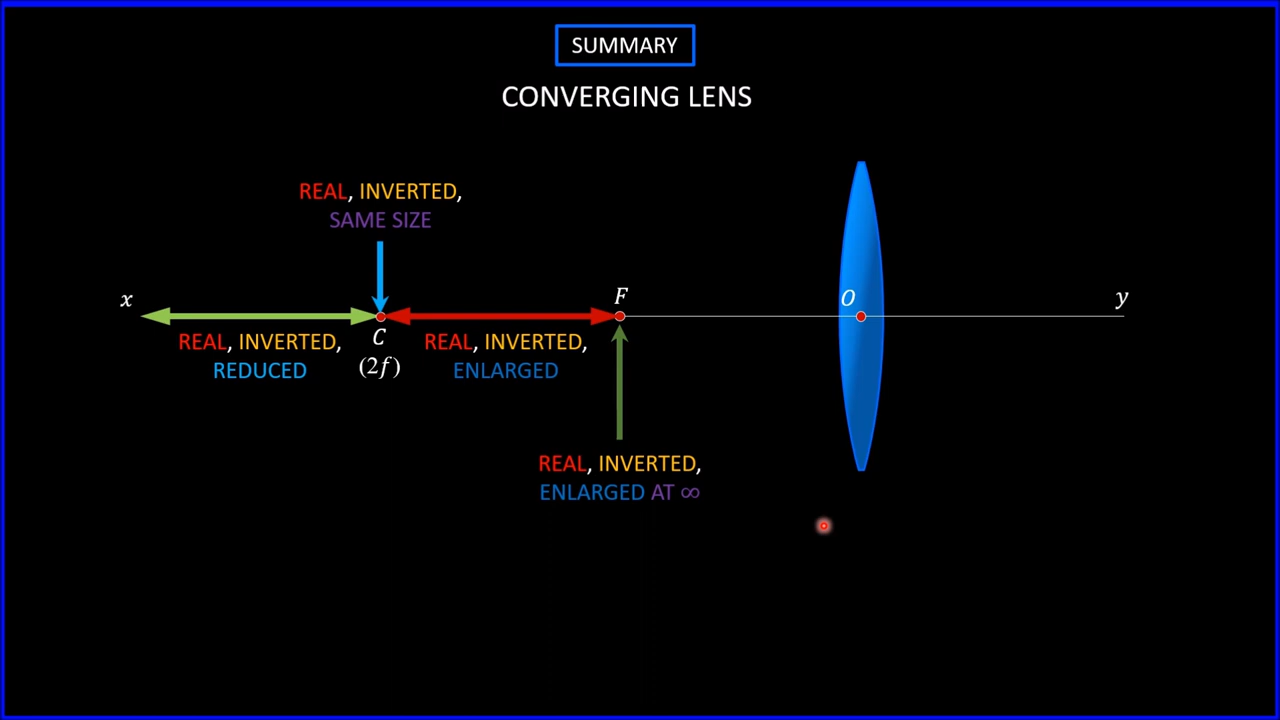 SUMMARY
CONVERGING LENS
REAL, INVERTED,
SAME SIZE
x
F
O
y
C
(2f)
REAL, INVERTED,
REDUCED
REAL, INVERTED,
ENLARGED
REAL, INVERTED,
ENLARGED AT ∞